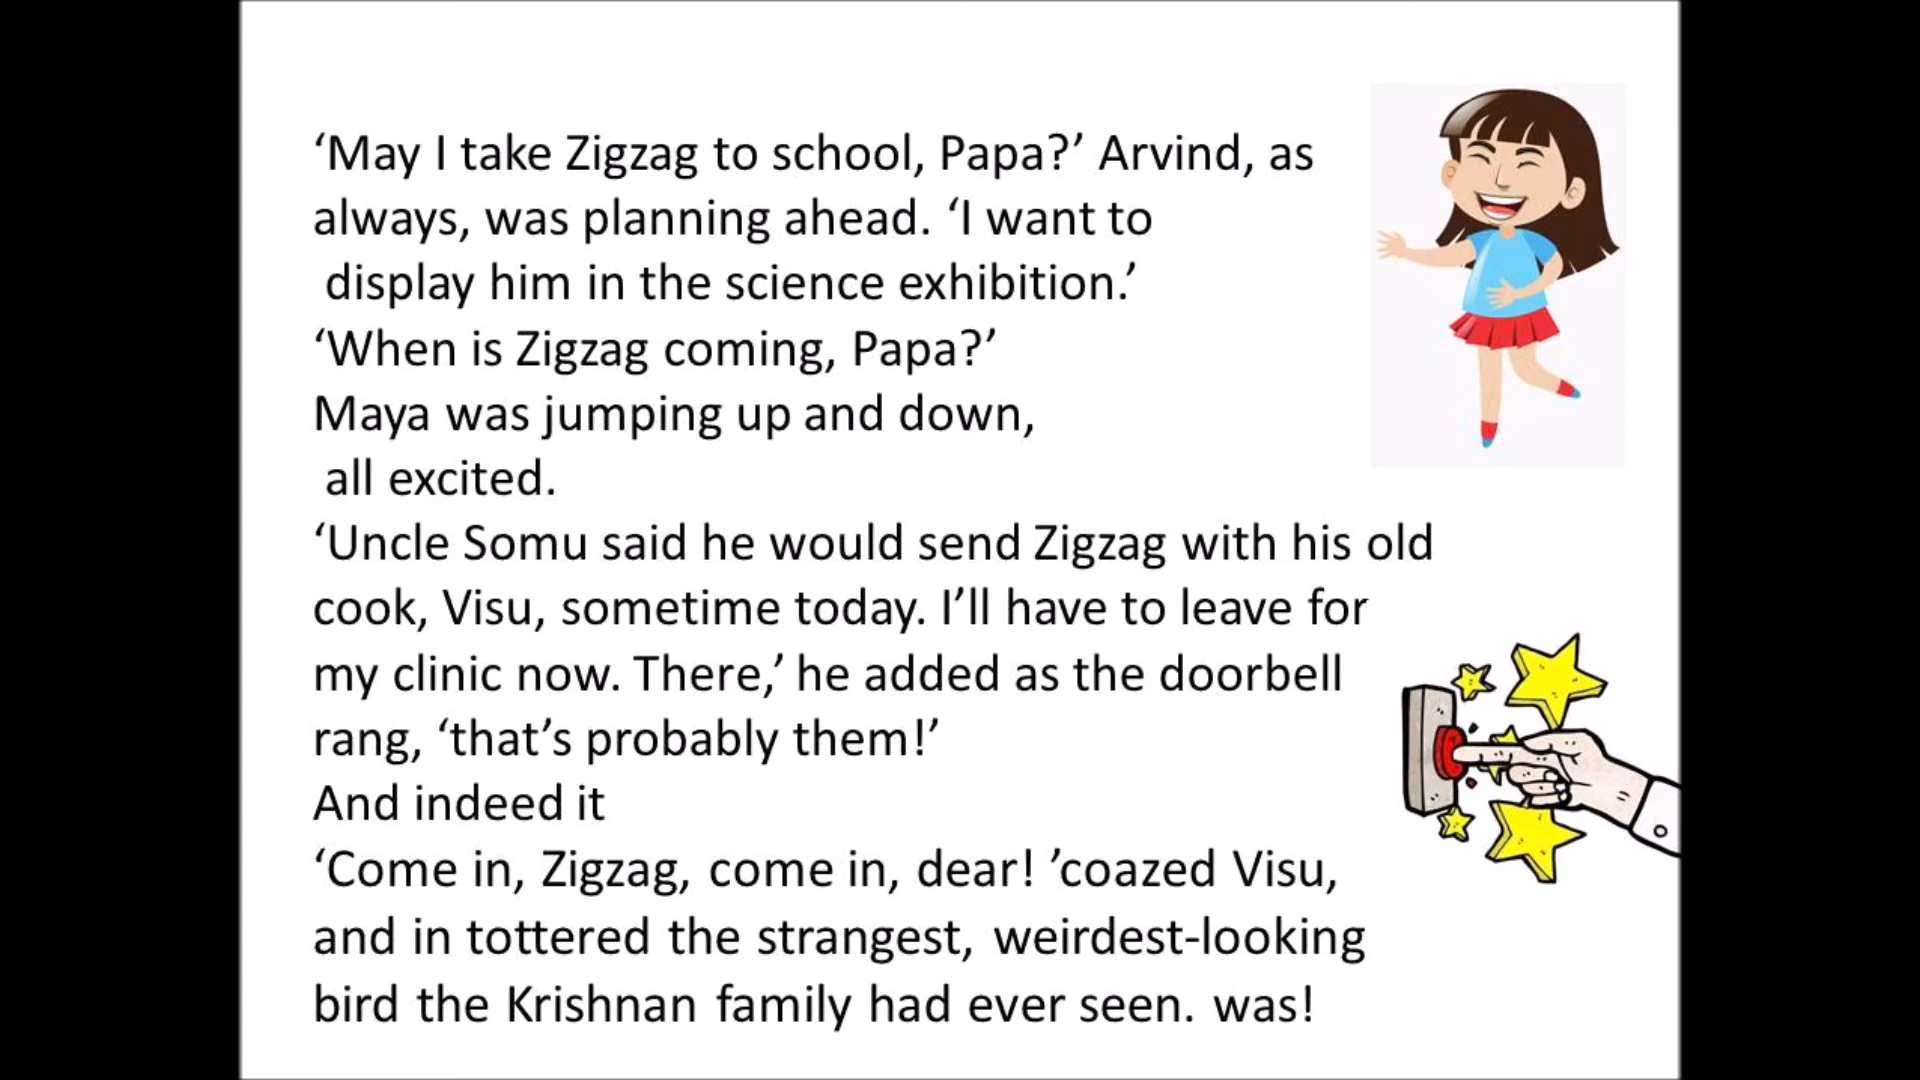 ‘May I take Zigzag to school, Papa?’ Arvind, as
always, was planning ahead. ‘I want to
display him in the science exhibition.’
‘When is Zigzag coming, Papa?’
Maya was jumping up and down,
all excited.
‘Uncle Somu said he would send Zigzag with his old
cook, Visu, sometime today. I’ll have to leave for
my clinic now. There,’ he added as the doorbell
rang, ‘that’s probably them!’
And indeed it
‘Come in, Zigzag, come in, dear! ’coazed Visu,
and in tottered the strangest, weirdest-looking
bird the Krishnan family had ever seen. was!